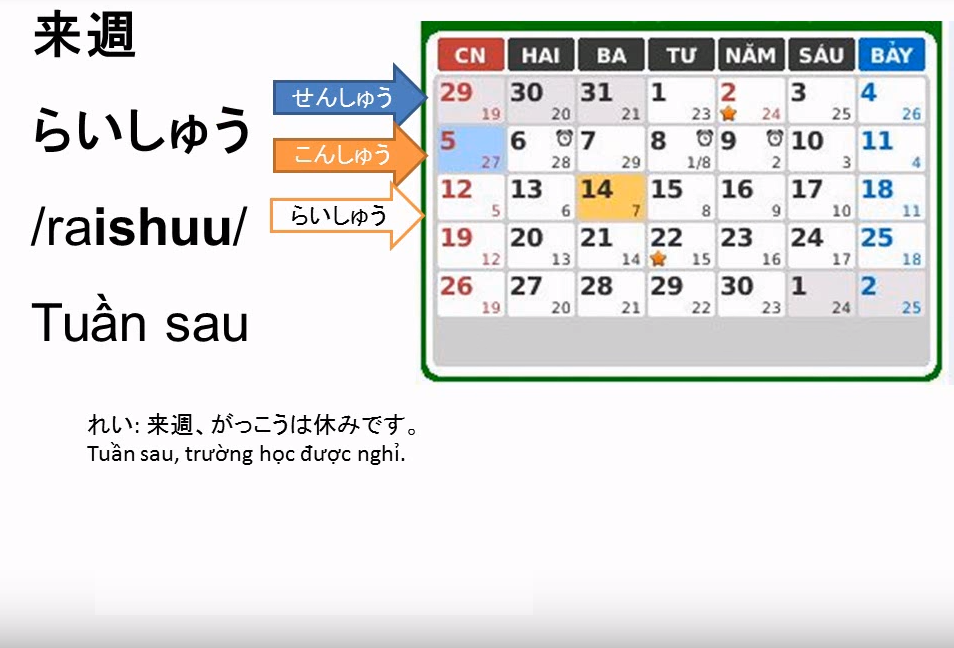 来週
らいしゅう
/raishuu/
Tuần sau
せんしゅう
こんしゅう
らいしゅう
CN HAI BA TƯ NĂM SÁU BẢY
29 30 31 1 2 3 4
19 20 21 23 24 25 26
5 6 7 8 9 10 11
27 28 29 1/8 2 3 4
12 13 14 15 16 17 18
5 6 7 8 9 10 11
19 20 21 22 23 24 25
12 13 14 15 16 17 18
26 27 28 29 30 1 2
19 20 21 22 23 24 25
れい: 来週、がっこうは休みです。
Tuần sau, trường học được nghỉ.